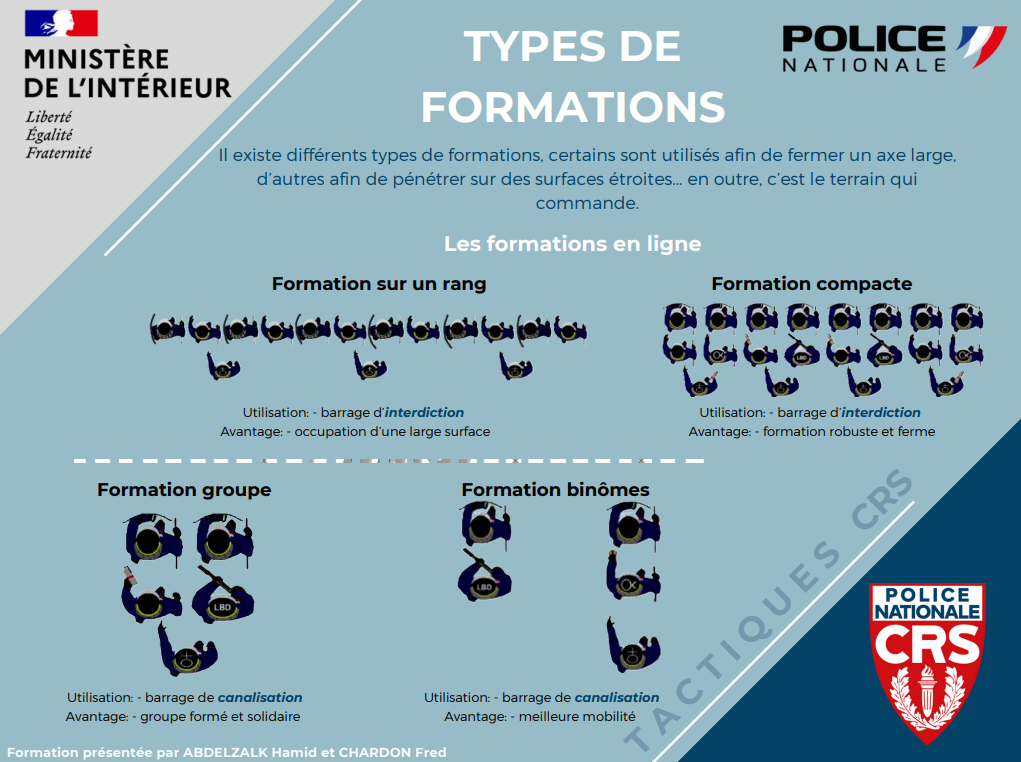 MINISTÈRE
DE L'INTÉRIEUR
Liberté
Égalité
Fraternité
TYPES DE
FORMATIONS
POLICE
NATIONALE
Il existe différents types de formations, certains sont utilisés afin de fermer un axe large,
d'autres afin de pénétrer sur des surfaces étroites... en outre, c'est le terrain qui
commande.
Les formations en ligne
Formation sur un rang
Utilisation: - barrage d'interdiction
Avantage: - occupation d'une large surface
Formation compacte
LBD
LBD
Utilisation: - barrage d'interdiction
Avantage: - formation robuste et ferme
Formation groupe
LBD
Utilisation: - barrage de canalisation
Avantage: - groupe formé et solidaire
Formation binômes
LBD
Utilisation: - barrage de canalisation
Avantage: - meilleure mobilité
TACTIQUES CRS
POLICE
NATIONALE
CRS
Formation présentée par ABDELZALK Hamid et CHARDON Fred